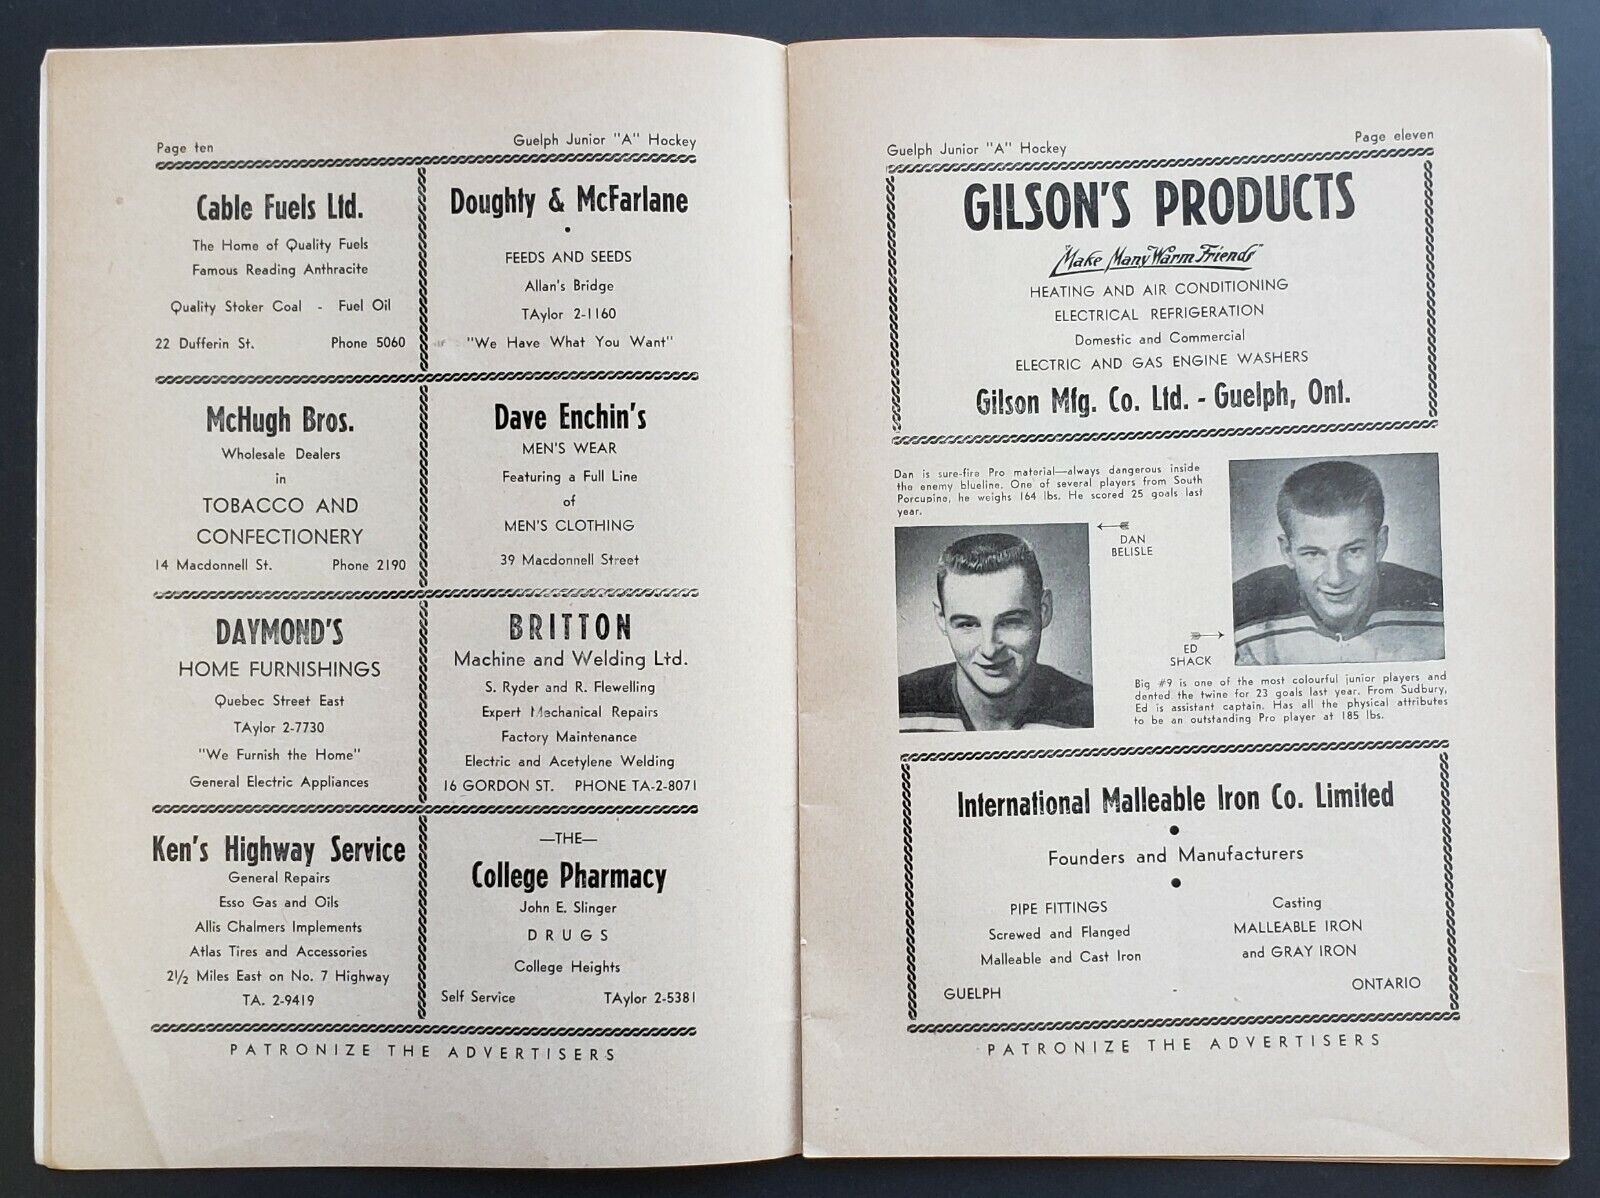 Page ten
Guelph Junior "A" Hockey
Cable Fuels Ltd.
The Home of Quality Fuels
Famous Reading Anthracite
Quality Stoker Coal - Fuel Oil
22 Dufferin St. Phone 5060
Doughty & McFarlane
FEEDS AND SEEDS
Allan's Bridge
TAylor 2-1160
"We Have What You Want"
McHugh Bros.
Wholesale Dealers
in
TOBACCO AND
CONFECTIONERY
14 Macdonnell St. Phone 2190
Dave Enchin's
MEN'S WEAR
Featuring a Full Line
of
MEN'S CLOTHING
39 Macdonnell Street
DAYMOND'S
HOME FURNISHINGS
Quebec Street East
TAylor 2-7730
"We Furnish the Home"
General Electric Appliances
BRITTON
Machine and Welding Ltd.
S. Ryder and R. Flewelling
Expert Mechanical Repairs
Factory Maintenance
Electric and Acetylene Welding
16 GORDON ST. PHONE TA-2-8071
Ken's Highway Service
General Repairs
Esso Gas and Oils
Allis Chalmers Implements
Atlas Tires and Accessories
2½ Miles East on No. 7 Highway
TA. 2-9419
—THE—
College Pharmacy
John E. Slinger
DRUGS
College Heights
Self Service TAylor 2-5381
PATRONIZE THE ADVERTISERS
Guelph Junior "A" Hockey
Page eleven
GILSON'S PRODUCTS
"Make Many Warm Friends"
HEATING AND AIR CONDITIONING
ELECTRICAL REFRIGERATION
Domestic and Commercial
ELECTRIC AND GAS ENGINE WASHERS
Gilson Mfg. Co. Ltd. - Guelph, Ont.
Dan is sure-fire Pro material—always dangerous inside
the enemy blueline. One of several players from South
Porcupine, he weighs 164 lbs. He scored 25 goals last
year.
DAN
BELISLE
ED
SHACK
Big #9 is one of the most colourful junior players and
dented the twine for 23 goals last year. From Sudbury,
Ed is assistant captain. Has all the physical attributes
to be an outstanding Pro player at 185 lbs.
International Malleable Iron Co. Limited
Founders and Manufacturers
PIPE FITTINGS
Screwed and Flanged
Malleable and Cast Iron
Casting
MALLEABLE IRON
and GRAY IRON
GUELPH
ONTARIO
PATRONIZE THE ADVERTISERS